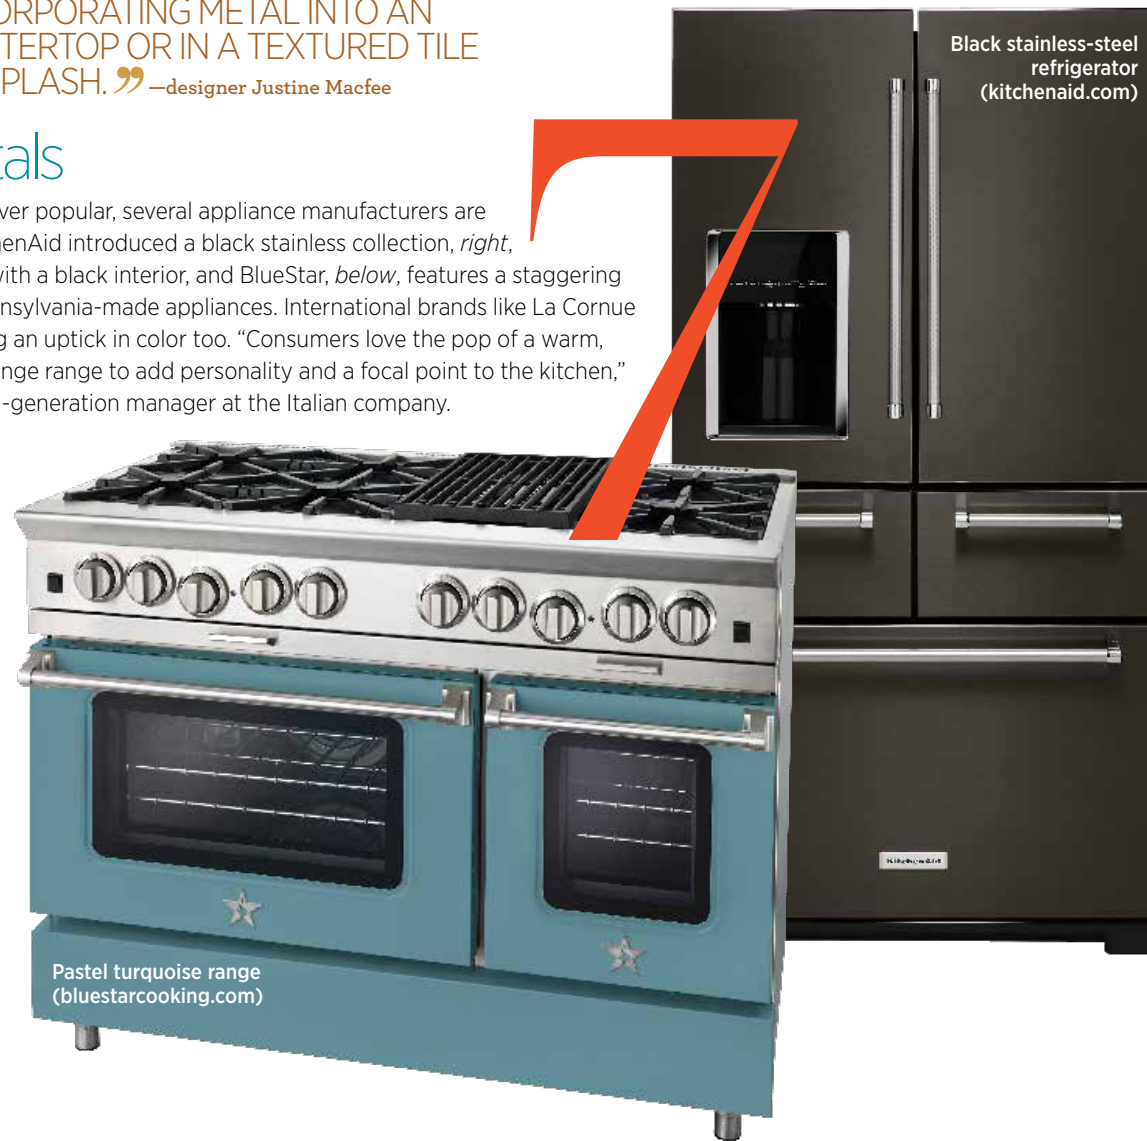 ORPORATING METAL INTO AN
TERTOP OR IN A TEXTURED TILE
PLASH.” —designer Justine Macfee
tals
ver popular, several appliance manufacturers are
henAid introduced a black stainless collection, right,
with a black interior, and BlueStar, below, features a staggering
nsylvania-made appliances. International brands like La Cornue
g an uptick in color too. “Consumers love the pop of a warm,
nge range to add personality and a focal point to the kitchen,”
-generation manager at the Italian company.
7
Black stainless-steel
refrigerator
(kitchenaid.com)
KitchenAid
Pastel turquoise range
(bluestarcooking.com)